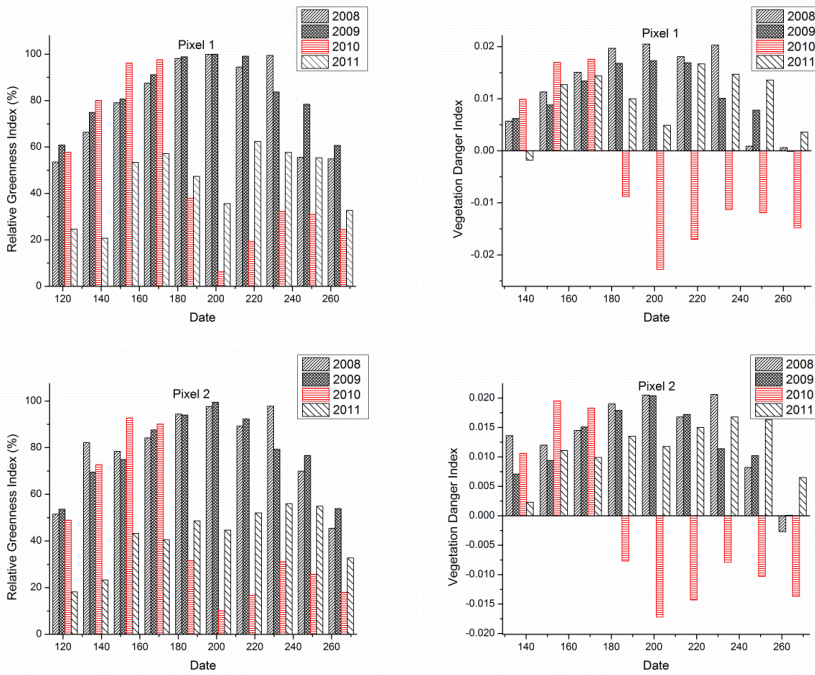 Pixel 1
2008
2009
2010
2011
100
80
60
40
20
0
Relative Greenness Index (%)
120 140 160 180 200 220 240 260
Date
Pixel 1
2008
2009
2010
2011
0.02
0.01
0.00
-0.01
-0.02
Vegetation Danger Index
140 160 180 200 220 240 260
Date
Pixel 2
2008
2009
2010
2011
100
80
60
40
20
0
Relative Greenness Index (%)
120 140 160 180 200 220 240 260
Date
Pixel 2
2008
2009
2010
2011
0.020
0.015
0.010
0.005
0.000
-0.005
-0.010
-0.015
-0.020
Vegetation Danger Index
140 160 180 200 220 240 260
Date